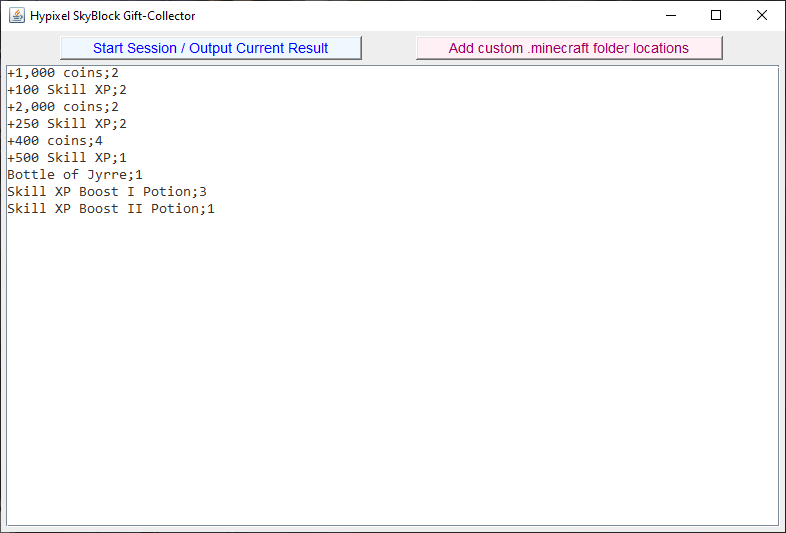 Hypixel SkyBlock Gift-Collector
Start Session / Output Current Result
Add custom .minecraft folder locations
+1,000 coins;2
+100 Skill XP;2
+2,000 coins;2
+250 Skill XP;2
+400 coins;4
+500 Skill XP;1
Bottle of Jyrre;1
Skill XP Boost I Potion;3
Skill XP Boost II Potion;1